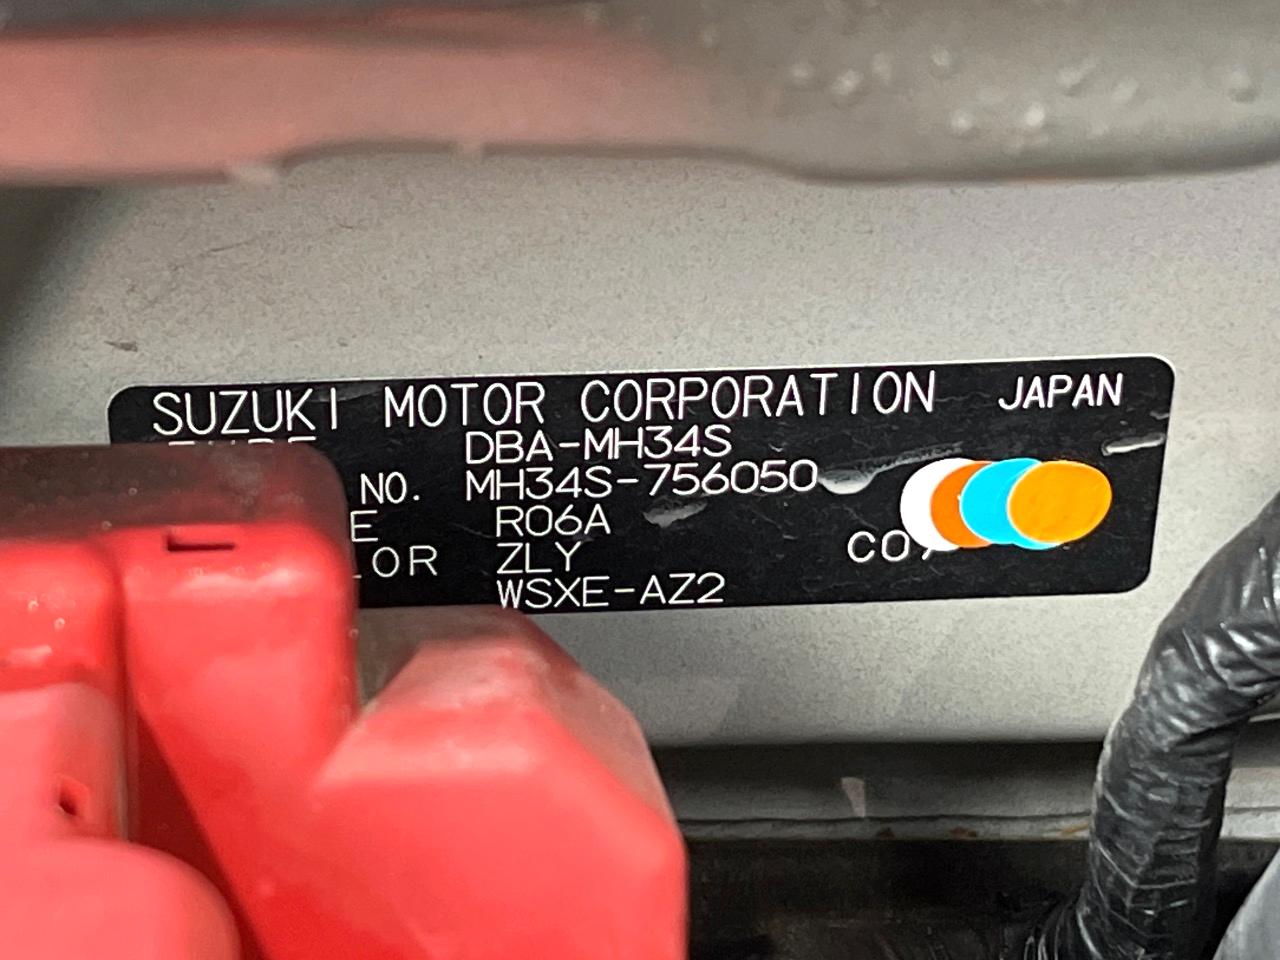 SUZUKI MOTOR CORPORATION JAPAN
DBA-MH34S
NO. MH34S-756050
E R06A
LOR ZLY
WSXE-AZ2